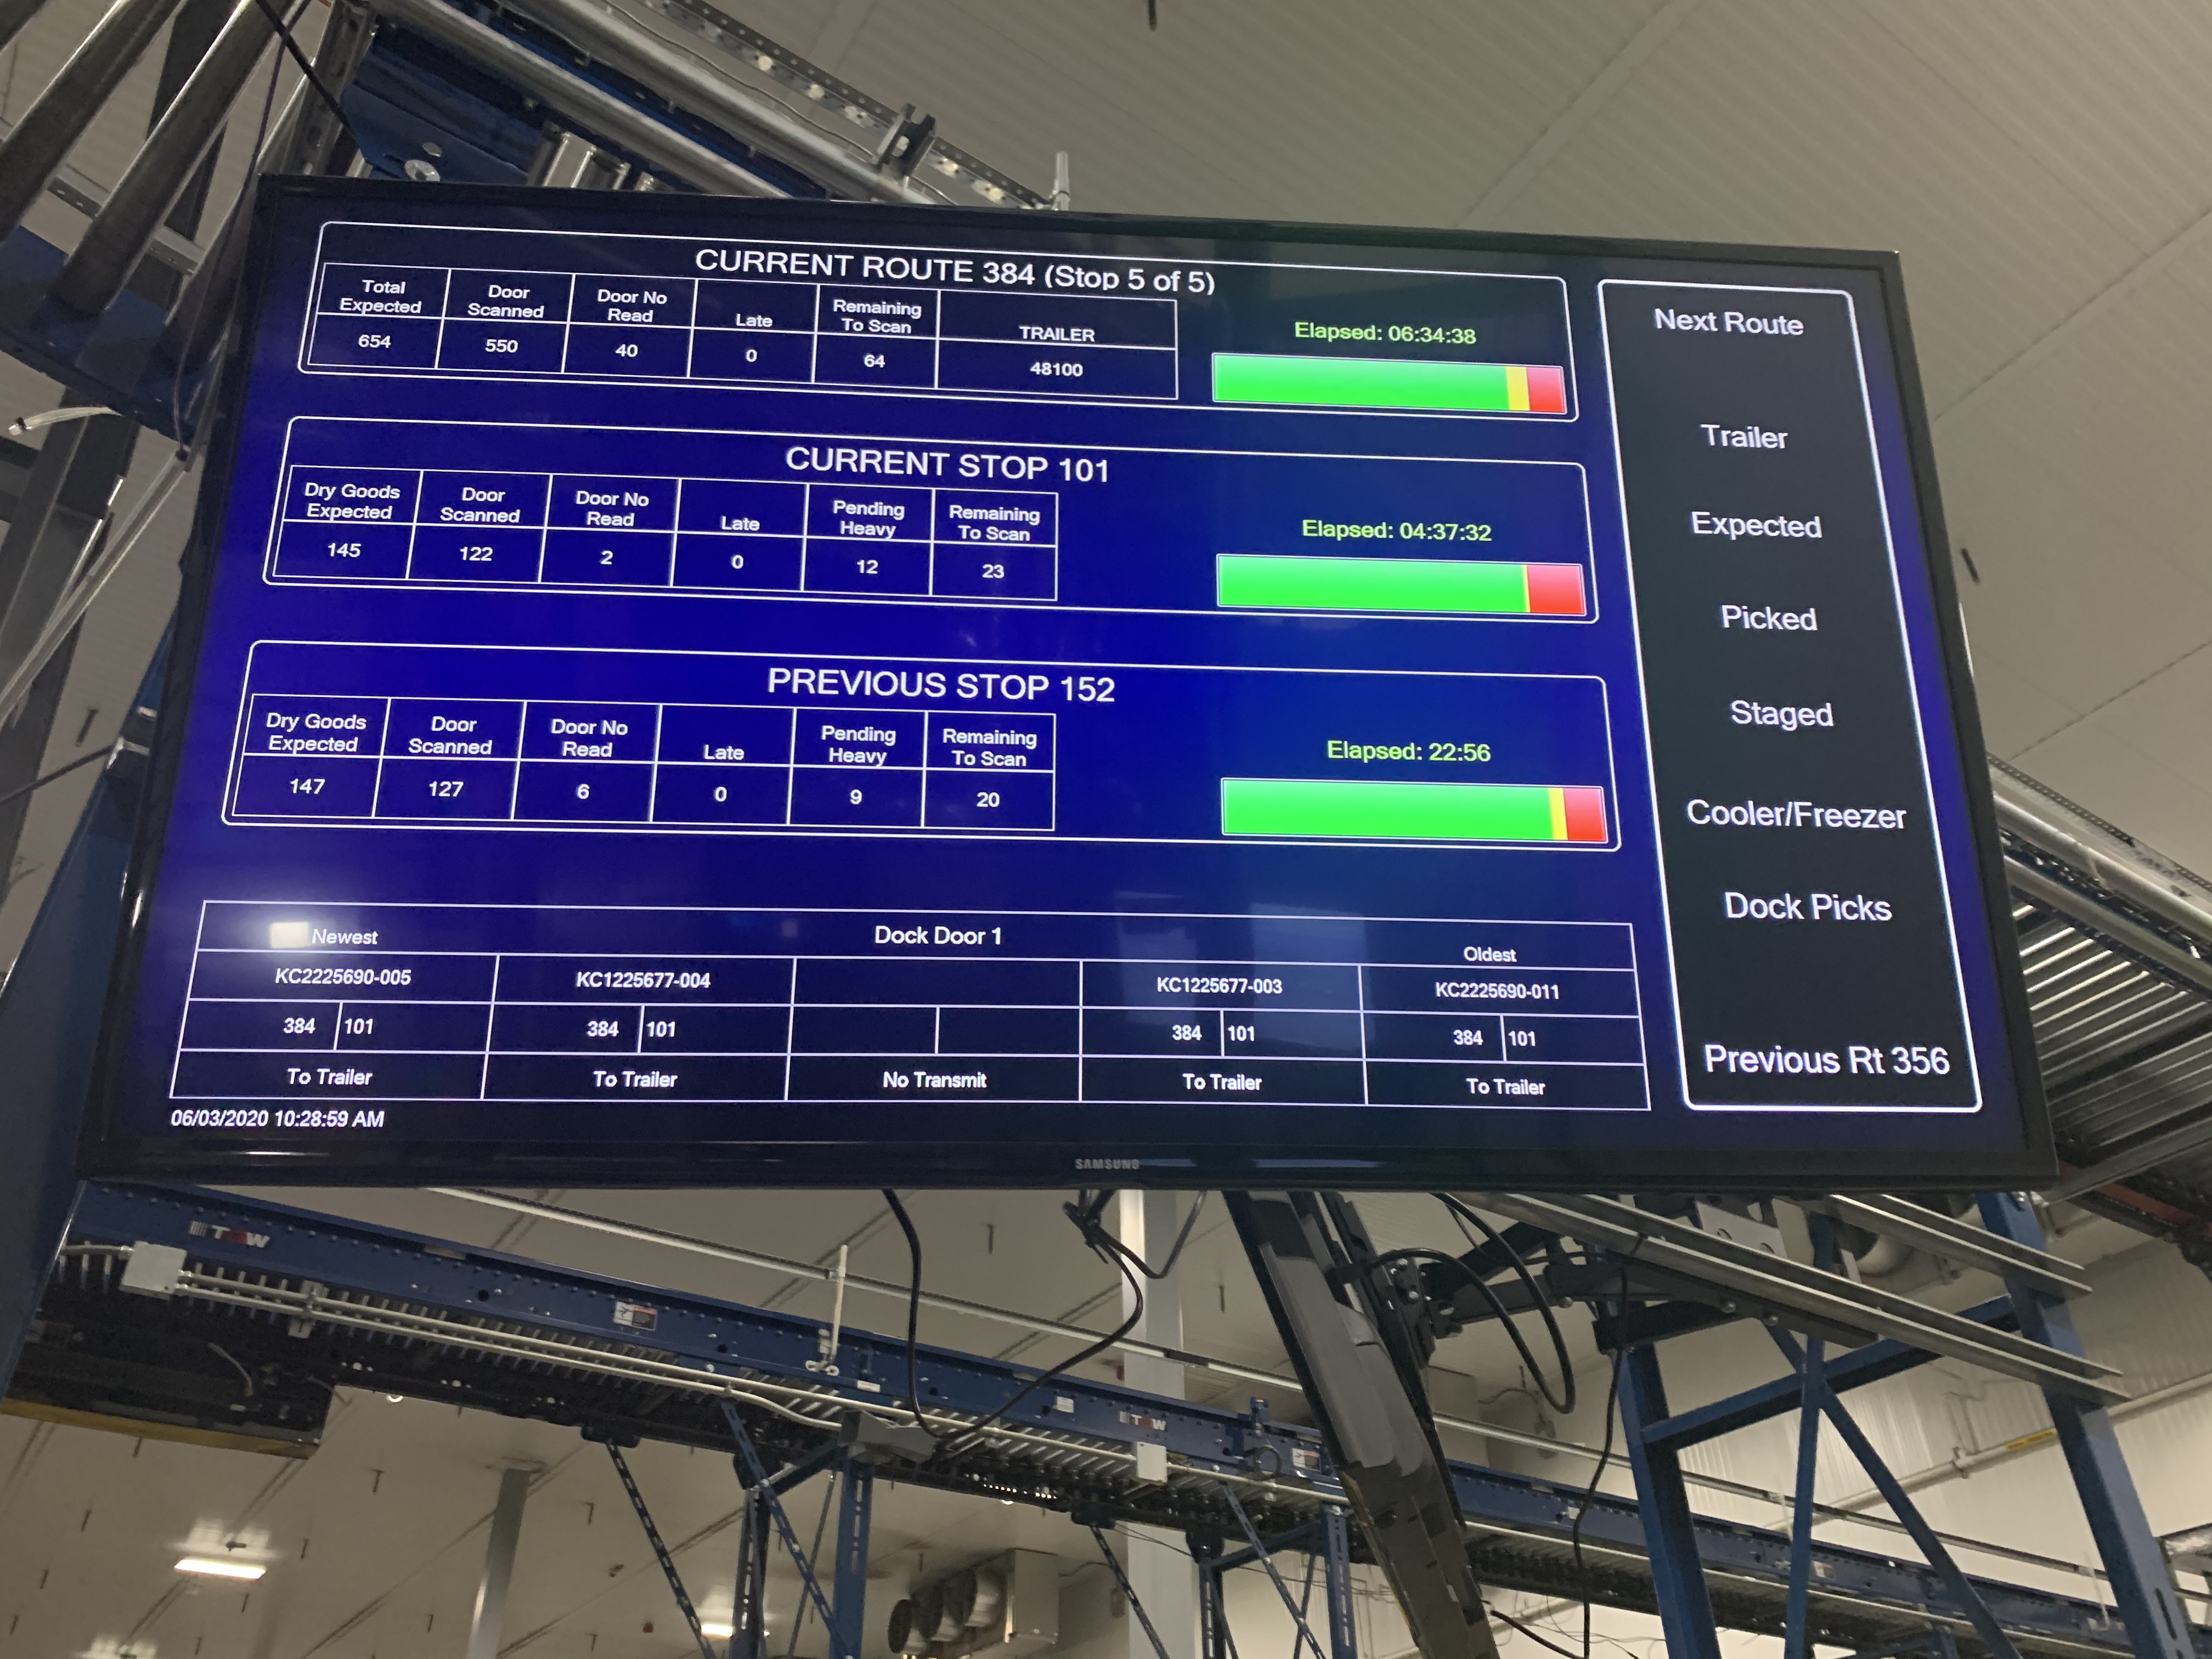 CURRENT ROUTE 384 (Stop 5 of 5)
Total Expected
Door Scanned
Door No Read
Late
Remaining To Scan
TRAILER
654
550
40
0
64
48100
Elapsed: 06:34:38
CURRENT STOP 101
Dry Goods Expected
Door Scanned
Door No Read
Late
Pending Heavy
Remaining To Scan
145
122
2
0
12
23
Elapsed: 04:37:32
PREVIOUS STOP 152
Dry Goods Expected
Door Scanned
Door No Read
Late
Pending Heavy
Remaining To Scan
147
127
6
0
9
20
Elapsed: 22:56
Newest
Dock Door 1
Oldest
KC2225690-005
KC1225677-004
KC1225677-003
KC2225690-011
384 101
384 101
384 101
384 101
To Trailer
To Trailer
No Transmit
To Trailer
To Trailer
06/03/2020 10:28:59 AM
Next Route
Trailer
Expected
Picked
Staged
Cooler/Freezer
Dock Picks
Previous Rt 356
SAMSUNG